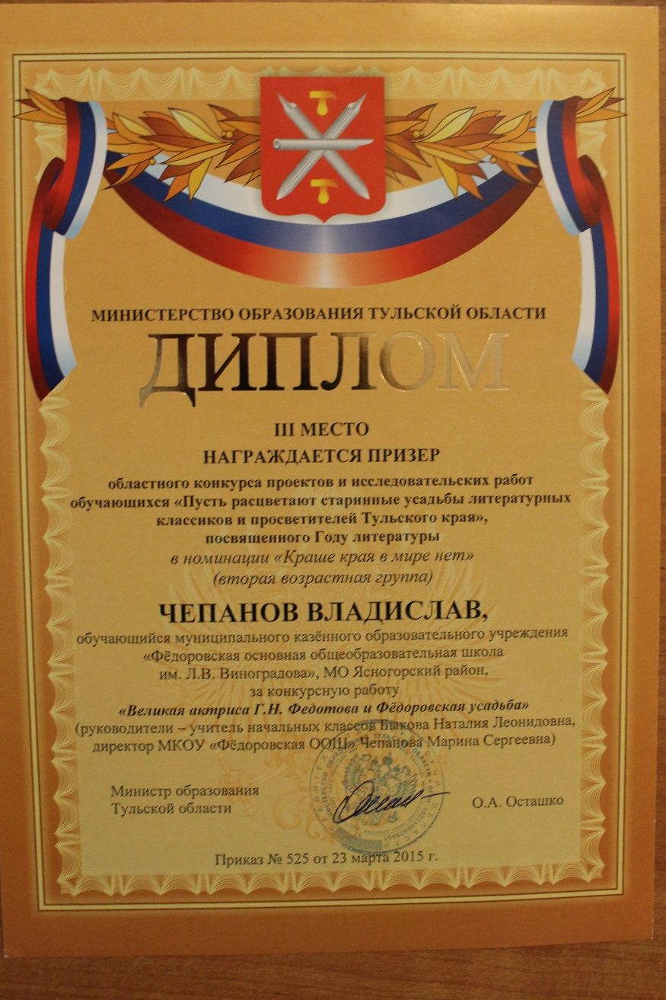 МИНИСТЕРСТВО ОБРАЗОВАНИЯ ТУЛЬСКОЙ ОБЛАСТИ
ДИПЛОМ
III МЕСТО
НАГРАЖДАЕТСЯ ПРИЗЕР
областного конкурса проектов и исследовательских работ
обучающихся «Пусть расцветают старинные усадьбы литературных
классиков и просветителей Тульского края»,
посвященного Году литературы
в номинации «Краше края в мире нет»
(вторая возрастная группа)
ЧЕПАНОВ ВЛАДИСЛАВ,
обучающийся муниципального казённого образовательного учреждения
«Фёдоровская основная общеобразовательная школа
им. Л.В. Виноградова», МО Ясногорский район,
за конкурсную работу
«Великая актриса Г.Н. Федотова и Фёдоровская усадьба»
(руководители – учитель начальных классов Быкова Наталия Леонидовна,
директор МКОУ «Фёдоровская ООШ» Чепанова Марина Сергеевна)
Министр образования
Тульской области
О.А. Осташко
Приказ № 525 от 23 марта 2015 г.